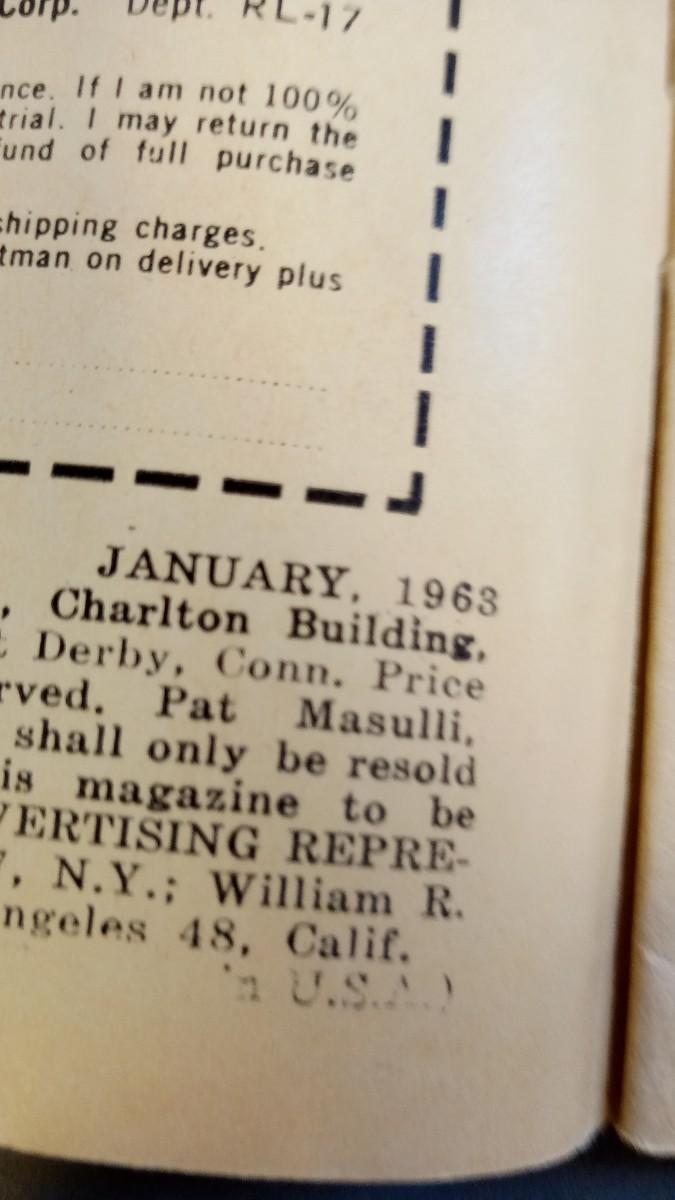 Corp. Dept. RL-17
nce. If I am not 100%
trial. I may return the
fund of full purchase
shipping charges.
tman on delivery plus
JANUARY, 1963
, Charlton Building,
t Derby, Conn. Price
rved. Pat Masulli,
shall only be resold
is magazine to be
VERTISING REPRE-
, N.Y.; William R.
ngeles 48, Calif.
in U.S.A.)